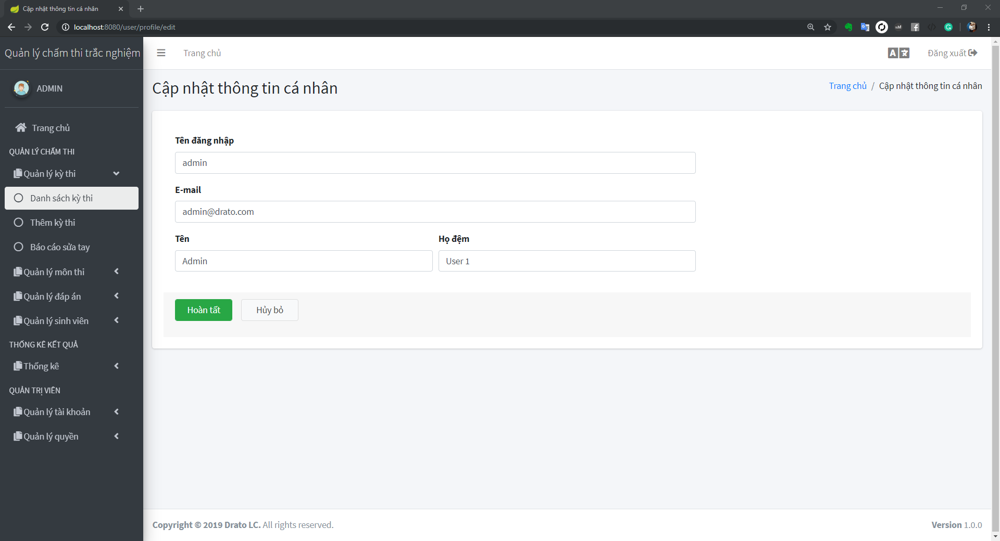 Cập nhật thông tin cá nhân
localhost:8080/user/profile/edit
Quản lý chấm thi trắc nghiệm
Trang chủ
Đăng xuất
ADMIN
Cập nhật thông tin cá nhân
Trang chủ / Cập nhật thông tin cá nhân
Trang chủ
QUẢN LÝ CHẤM THI
Quản lý kỳ thi
Danh sách kỳ thi
Thêm kỳ thi
Báo cáo sửa tay
Quản lý môn thi
Quản lý đáp án
Quản lý sinh viên
THỐNG KÊ KẾT QUẢ
Thống kê
QUẢN TRỊ VIÊN
Quản lý tài khoản
Quản lý quyền
Tên đăng nhập
admin
E-mail
admin@drato.com
Tên
Họ đệm
Admin
User 1
Hoàn tất
Hủy bỏ
Copyright © 2019 Drato LC. All rights reserved.
Version 1.0.0